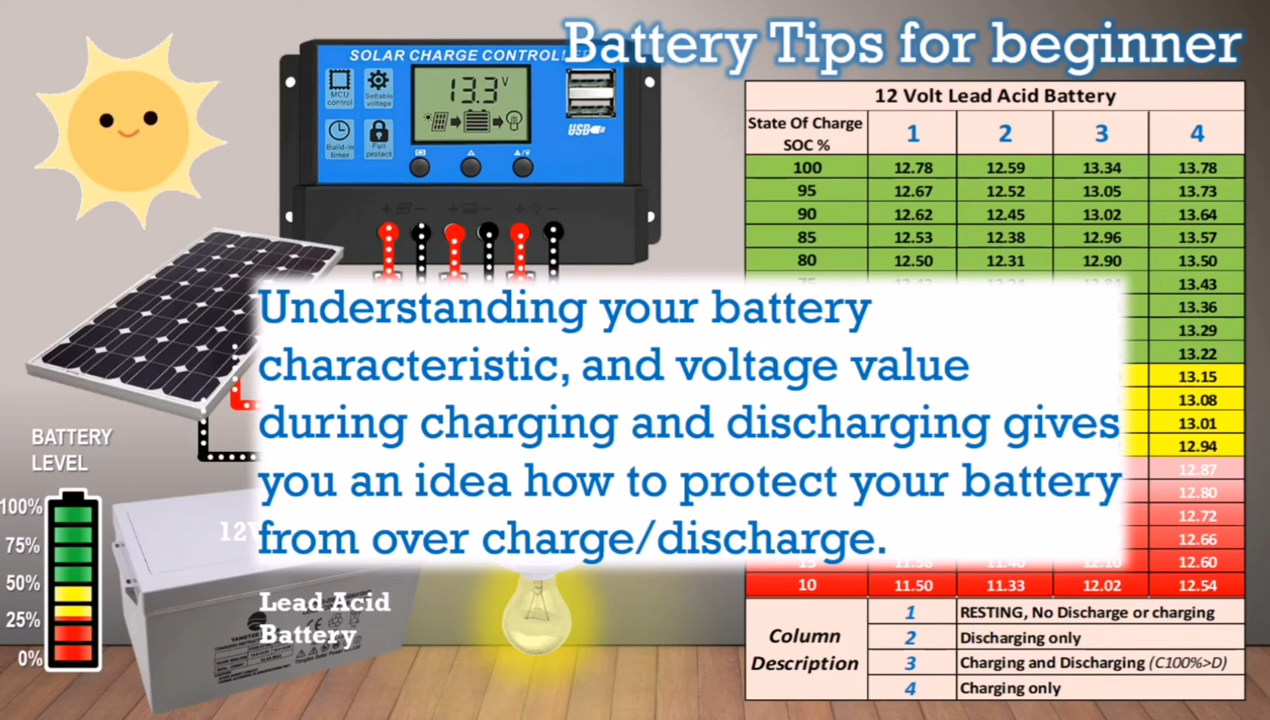 Battery Tips for beginner
SOLAR CHARGE
MCU
control
Settable
voltage
Build-in
timer
Full
protect
13.3 V
USB
12 Volt Lead Acid Battery
State Of Charge
SOC %
1 2 3 4
100 12.78 12.59 13.34 13.78
95 12.67 12.52 13.05 13.73
90 12.62 12.45 13.02 13.64
85 12.53 12.38 12.96 13.57
80 12.50 12.31 12.90 13.50
13.43
13.36
13.29
13.22
13.15
13.08
13.01
12.94
12.87
12.80
12.72
12.66
12.60
10 11.50 11.33 12.02 12.54
Understanding your battery
characteristic, and voltage value
during charging and discharging gives
you an idea how to protect your battery
from over charge/discharge.
BATTERY
LEVEL
100%
75%
50%
25%
0%
12V
Lead Acid
Battery
Column
Description
1 RESTING, No Discharge or charging
2 Discharging only
3 Charging and Discharging (C100%>D)
4 Charging only